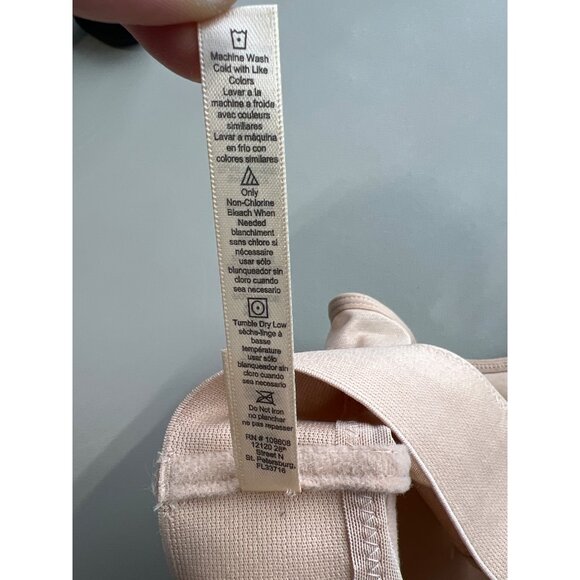 Machine Wash
Cold with Like
Colors
Lavar a la
machine a froide
avec couleurs
similiares
Lavar a máquina
en frio con
colores similares
Only
Non-Chlorine
Bleach When
Needed
blanchiment
sans chlore si
nécessaire
usar sólo
blanqueador sin
cloro cuando
sea necesario
Tumble Dry Low
séchs-linge à
basse
température
usar sólo
blanqueador sin
cloro cuando
sea necesario
Do Not Iron
no planchar
ne pas repasser
RN # 109808
12120 28th
Street N
St. Petersburg,
FL33716